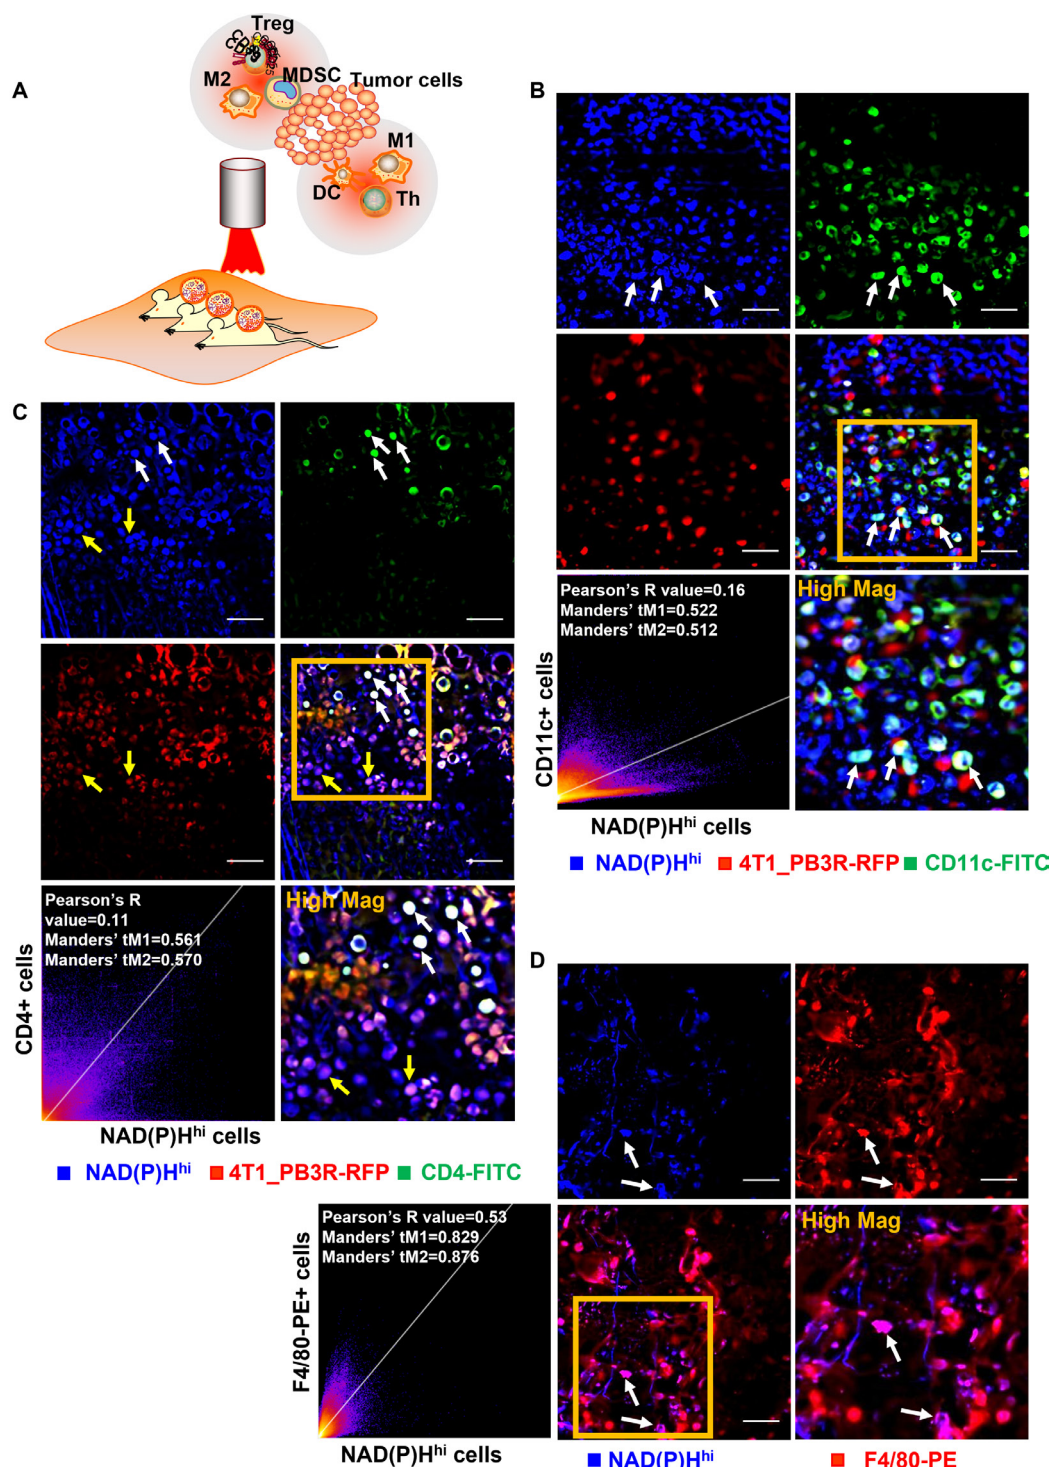 A
Treg
M2
MDSC
Tumor cells
M1
DC
Th
B
Pearson's R value=0.16
Manders' tM1=0.522
Manders' tM2=0.512
High Mag
CD11c+ cells
NAD(P)Hhi cells
NAD(P)Hhi 4T1_PB3R-RFP CD11c-FITC
C
Pearson's R
value=0.11
Manders' tM1=0.561
Manders' tM2=0.570
High Mag
CD4+ cells
NAD(P)Hhi cells
NAD(P)Hhi 4T1_PB3R-RFP CD4-FITC
D
Pearson's R value=0.53
Manders' tM1=0.829
Manders' tM2=0.876
High Mag
F4/80-PE+ cells
NAD(P)Hhi cells
NAD(P)Hhi F4/80-PE